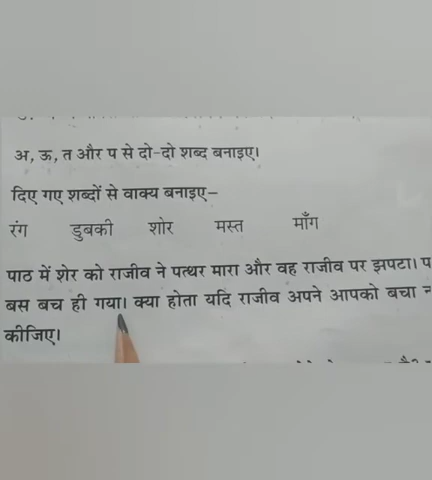 अ, ऊ, त और प से दो-दो शब्द बनाइए।
दिए गए शब्दों से वाक्य बनाइए–
रंग डुबकी शोर मस्त माँग
पाठ में शेर को राजीव ने पत्थर मारा और वह राजीव पर झपटा। प
बस बच ही गया। क्या होता यदि राजीव अपने आपको बचा न
कीजिए।